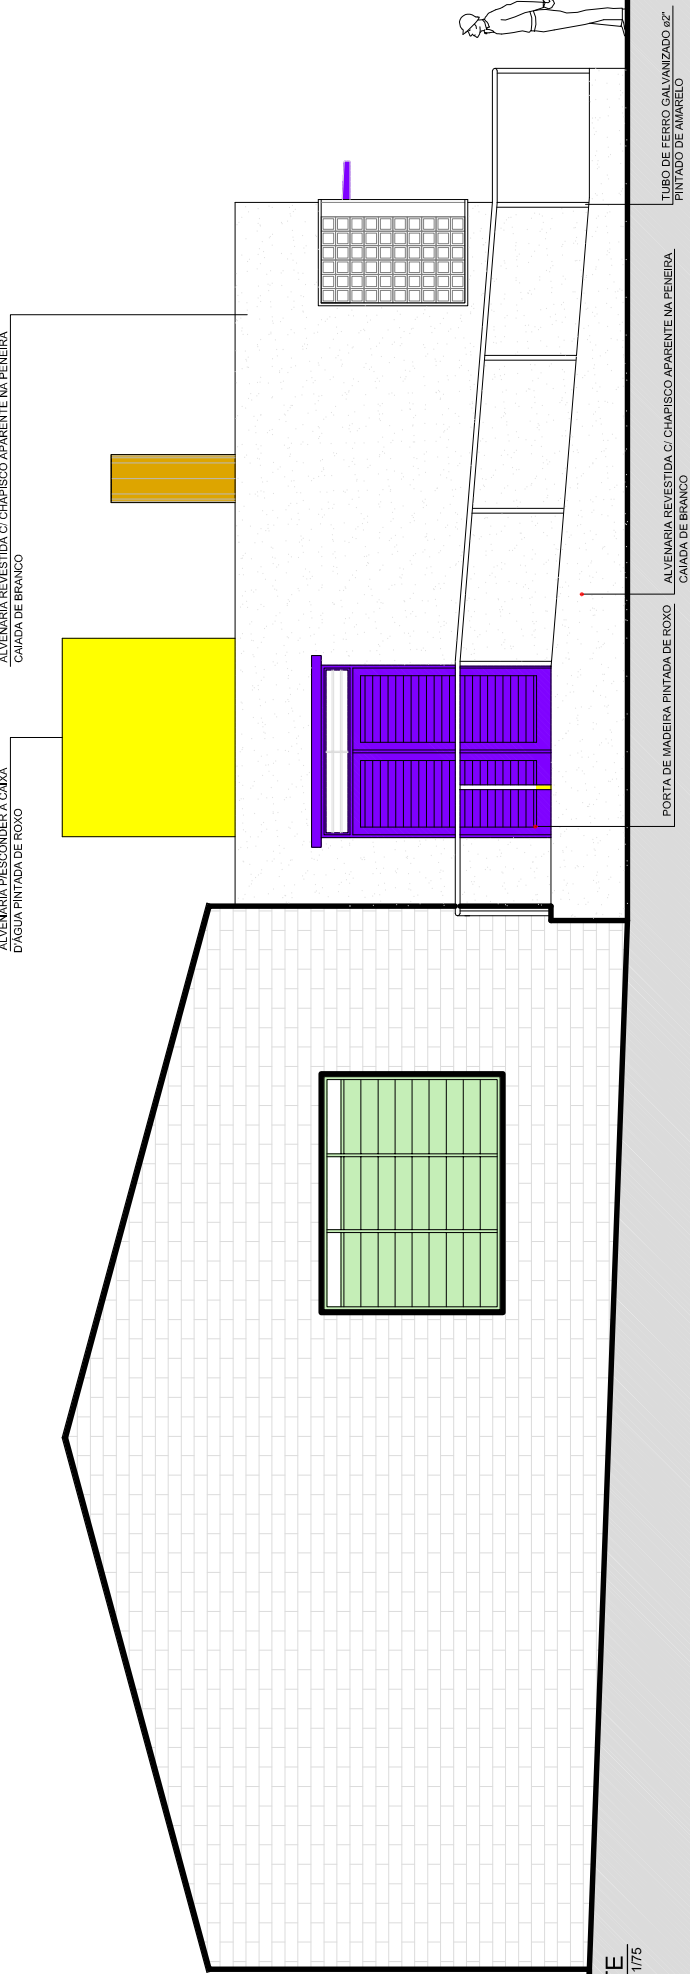 ALVENARIA P/ESCONDER A CAIXA
D'ÁGUA PINTADA DE ROXO
ALVENARIA REVESTIDA C/ CHAPISCO APARENTE NA PENEIRA
CAIADA DE BRANCO
TE
1/75
PORTA DE MADEIRA PINTADA DE ROXO
ALVENARIA REVESTIDA C/ CHAPISCO APARENTE NA PENEIRA
CAIADA DE BRANCO
TUBO DE FERRO GALVANIZADO ø2"
PINTADO DE AMARELO